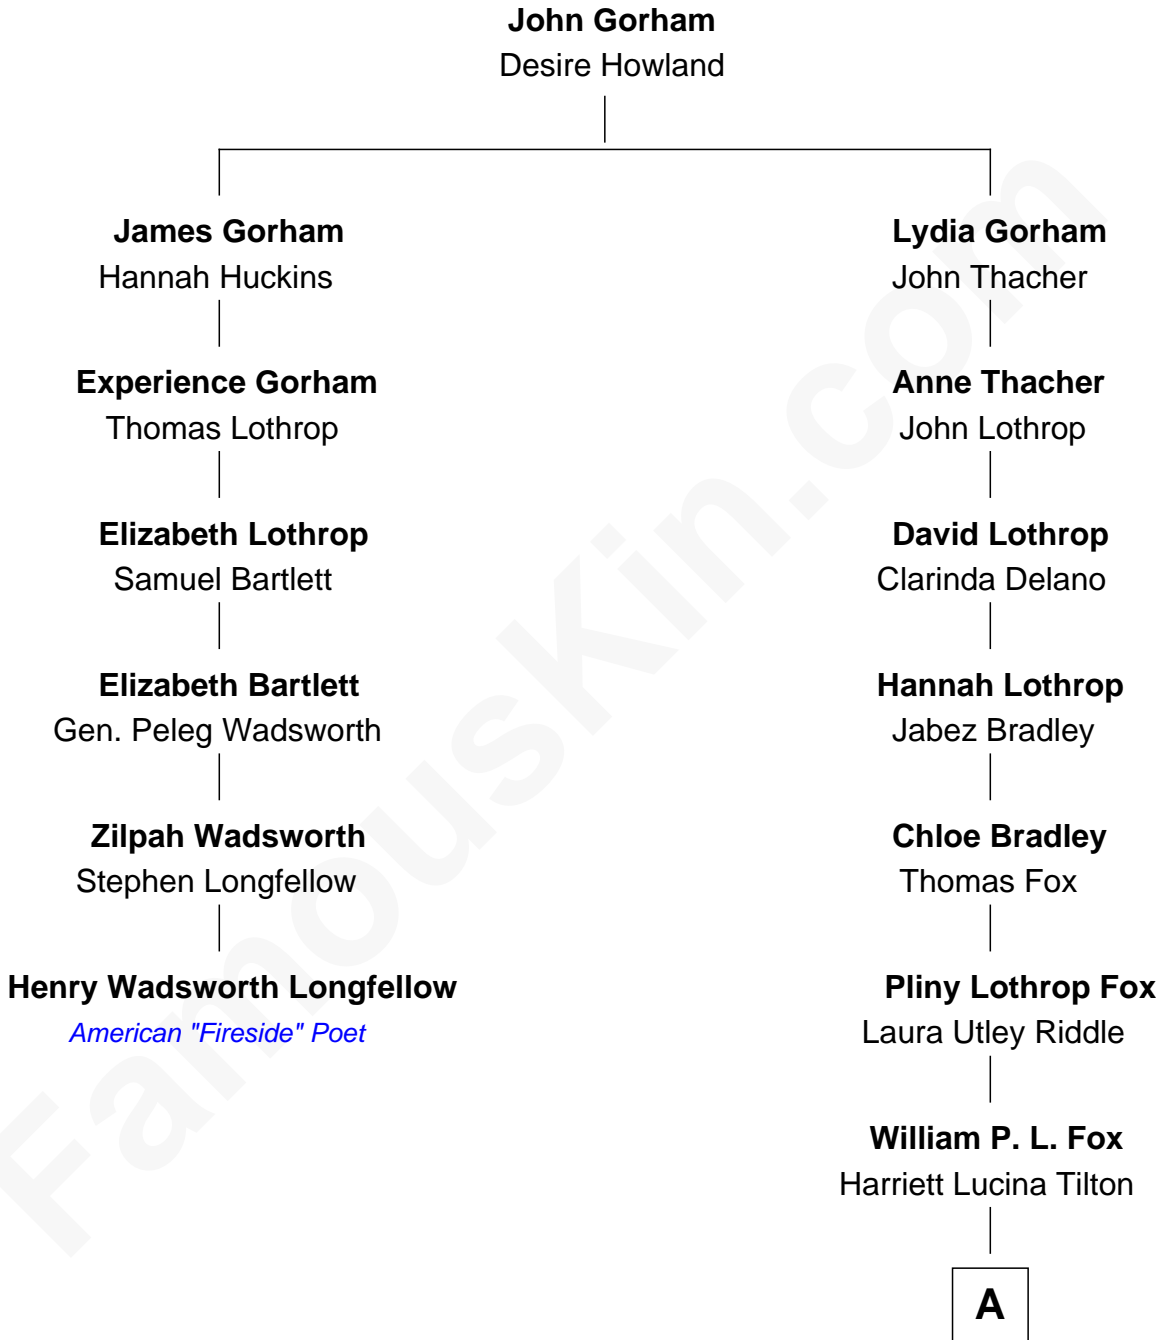 John Gorham
Desire Howland
James Gorham
Hannah Huckins
Experience Gorham
Thomas Lothrop
Elizabeth Lothrop
Samuel Bartlett
Elizabeth Bartlett
Gen. Peleg Wadsworth
Zilpah Wadsworth
Stephen Longfellow
Henry Wadsworth Longfellow
American "Fireside" Poet
Lydia Gorham
John Thacher
Anne Thacher
John Lothrop
David Lothrop
Clarinda Delano
Hannah Lothrop
Jabez Bradley
Chloe Bradley
Thomas Fox
Pliny Lothrop Fox
Laura Utley Riddle
William P. L. Fox
Harriett Lucina Tilton
A
FamousKin.com